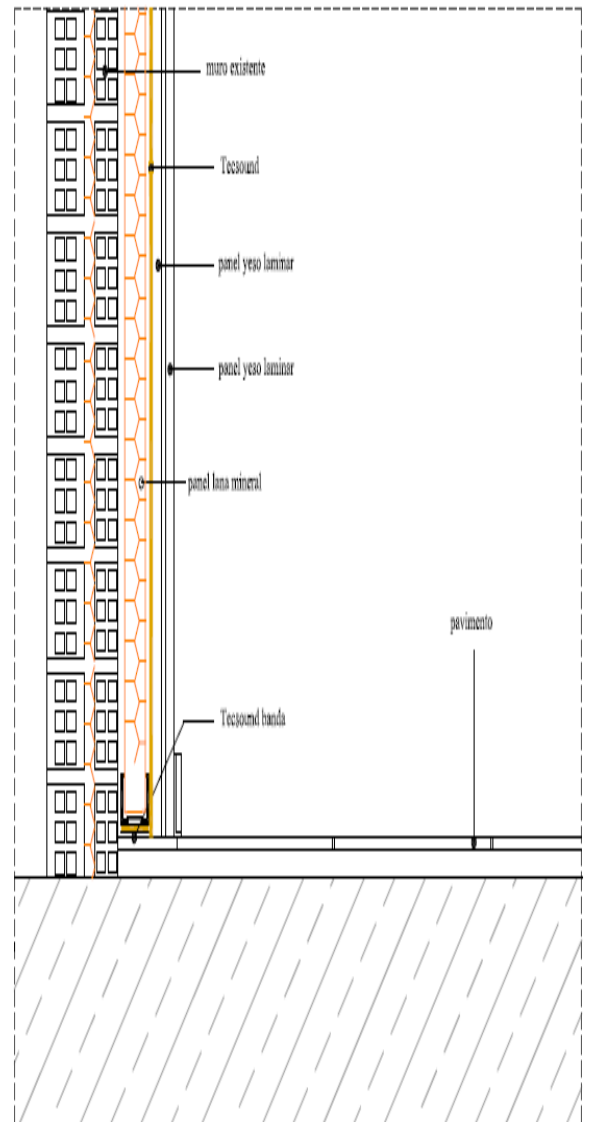 muro existente
Tecsound
panel yeso laminar
panel yeso laminar
panel lana mineral
pavimento
Tecsound banda